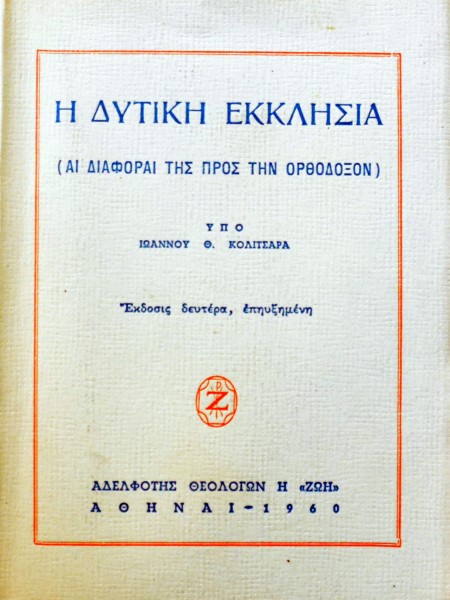 Η ΔΥΤΙΚΗ ΕΚΚΛΗΣΙΑ
(ΑΙ ΔΙΑΦΟΡΑΙ ΤΗΣ ΠΡΟΣ ΤΗΝ ΟΡΘΟΔΟΞΟΝ)
ΥΠΟ
ΙΩΑΝΝΟΥ Θ. ΚΟΛΙΤΣΑΡΑ
Ἔκδοσις δευτέρα, ἐπηυξημένη
Ζ
ΑΔΕΛΦΟΤΗΣ ΘΕΟΛΟΓΩΝ Η «ΖΩΗ»
ΑΘΗΝΑΙ - 1960